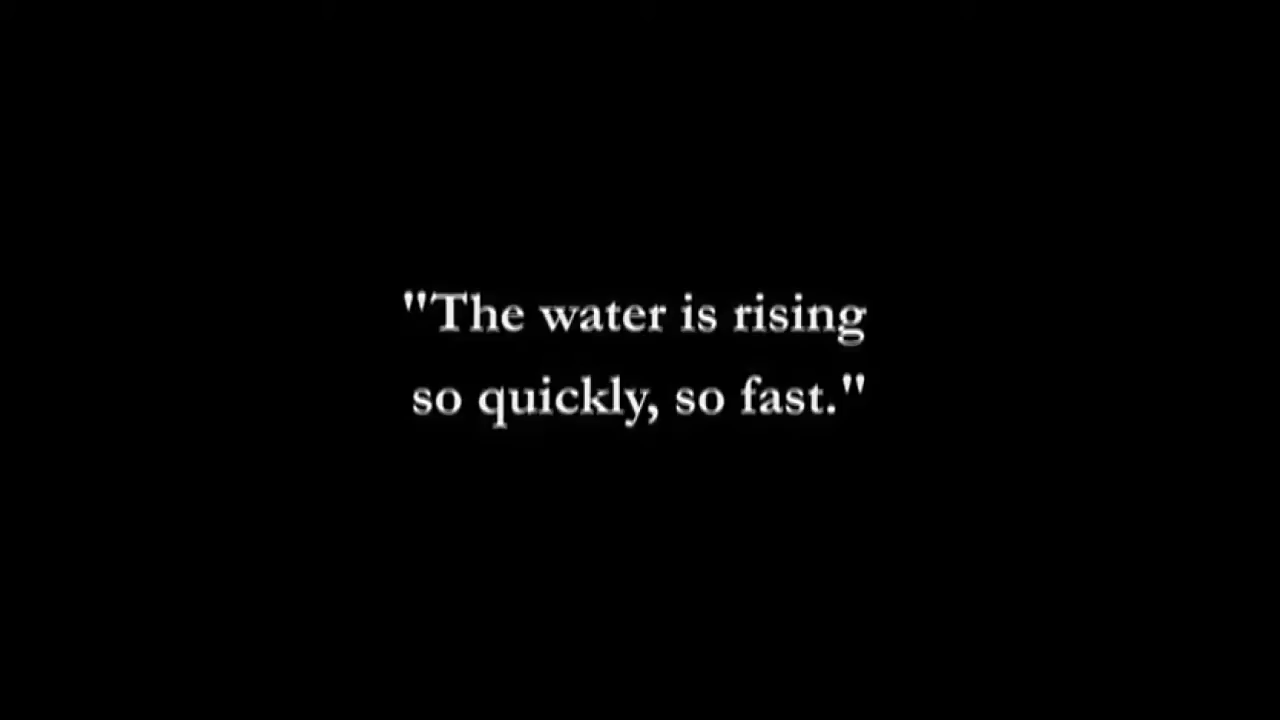 "The water is rising
so quickly, so fast."